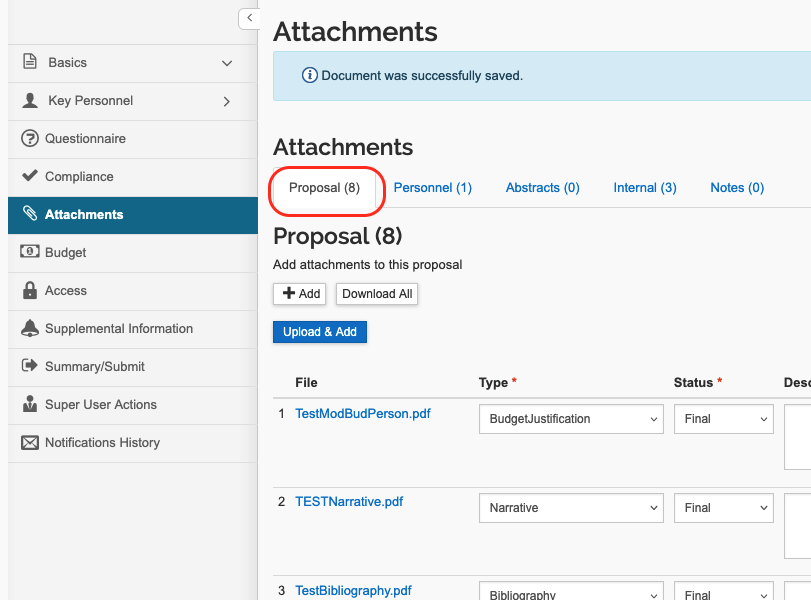 Attachments
Document was successfully saved.
Basics
Key Personnel
Questionnaire
Compliance
Attachments
Budget
Access
Supplemental Information
Summary/Submit
Super User Actions
Notifications History
Attachments
Proposal (8) Personnel (1) Abstracts (0) Internal (3) Notes (0)
Proposal (8)
Add attachments to this proposal
Add Download All
Upload & Add
File Type * Status * Desc
1 TestModBudPerson.pdf BudgetJustification Final
2 TESTNarrative.pdf Narrative Final
3 TestBibliography.pdf Bibliography Final